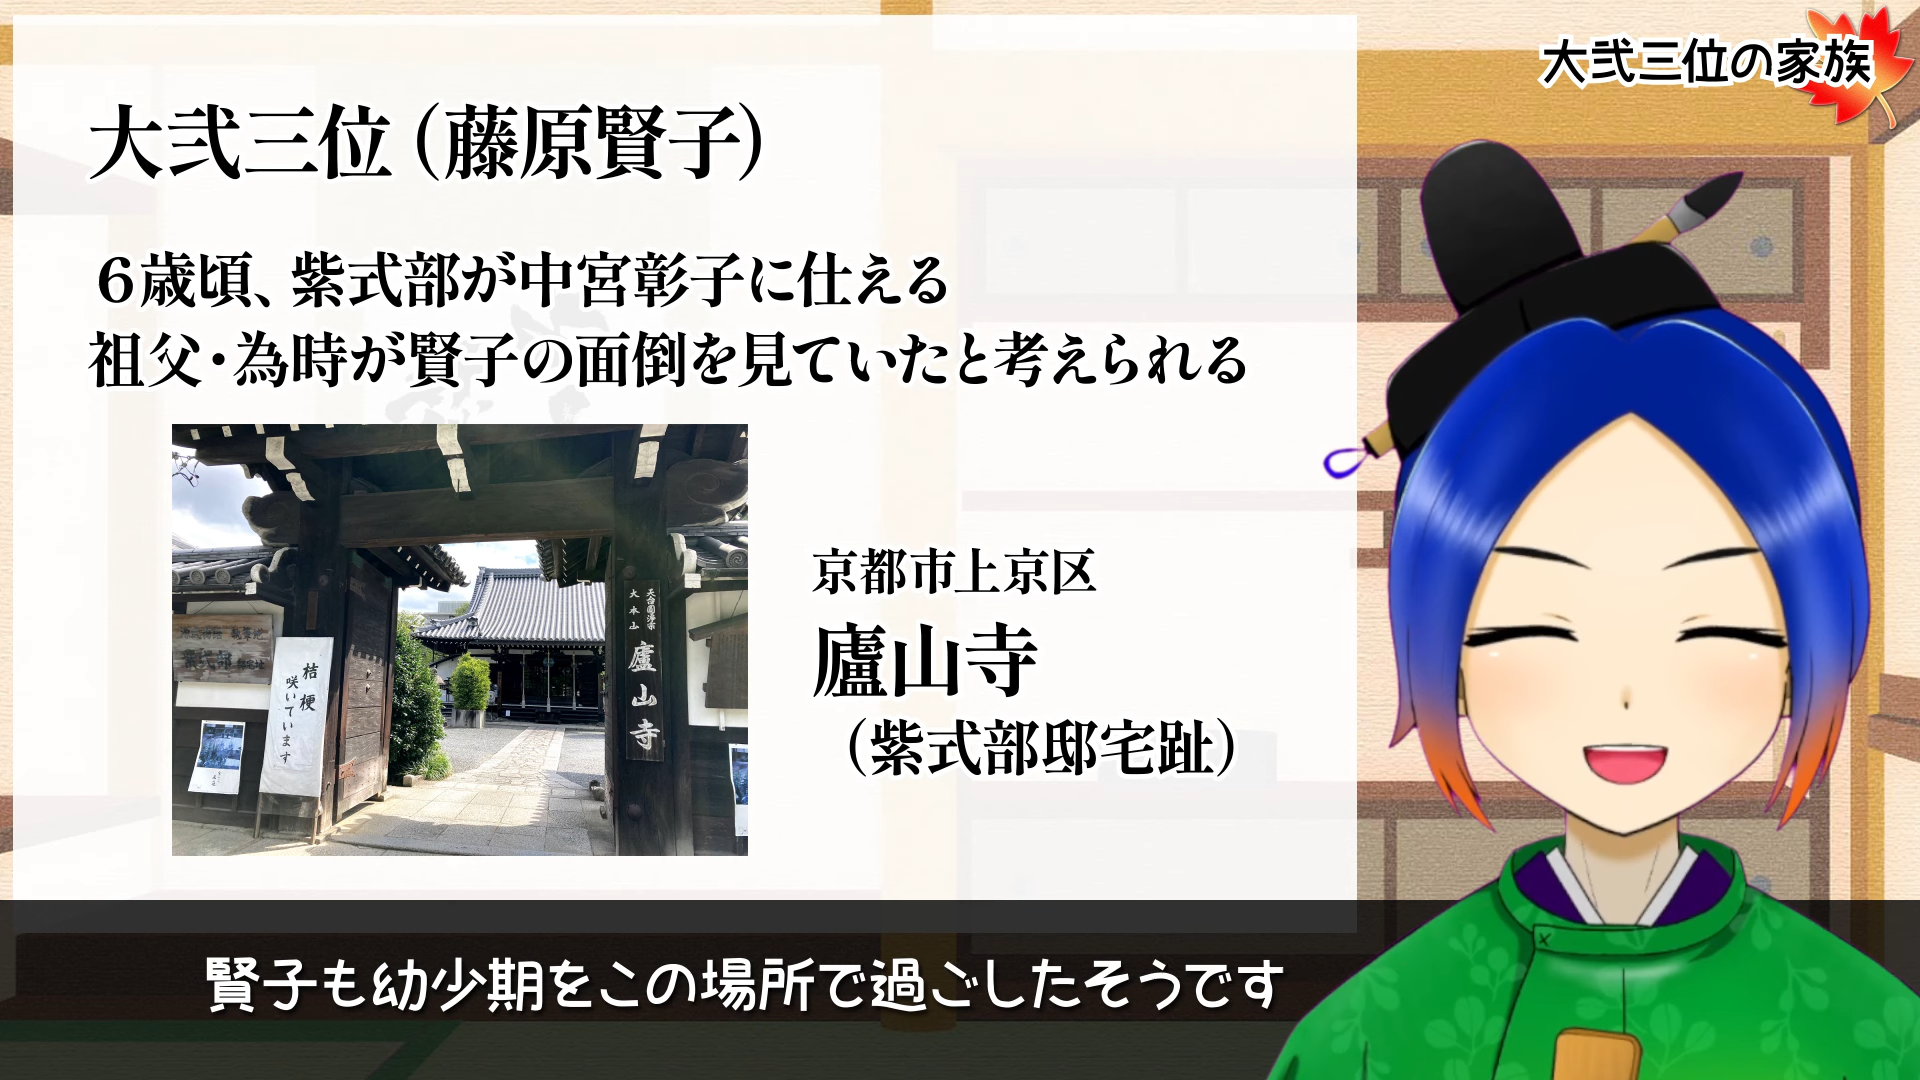 大弐三位の家族
大弐三位(藤原賢子)
６歳頃、紫式部が中宮彰子に仕える
祖父・為時が賢子の面倒を見ていたと考えられる
紫式部
桔梗
咲いています
天台圓淨宗
大本山
廬山寺
京都市上京区
廬山寺
(紫式部邸宅趾)
賢子も幼少期をこの場所で過ごしたそうです